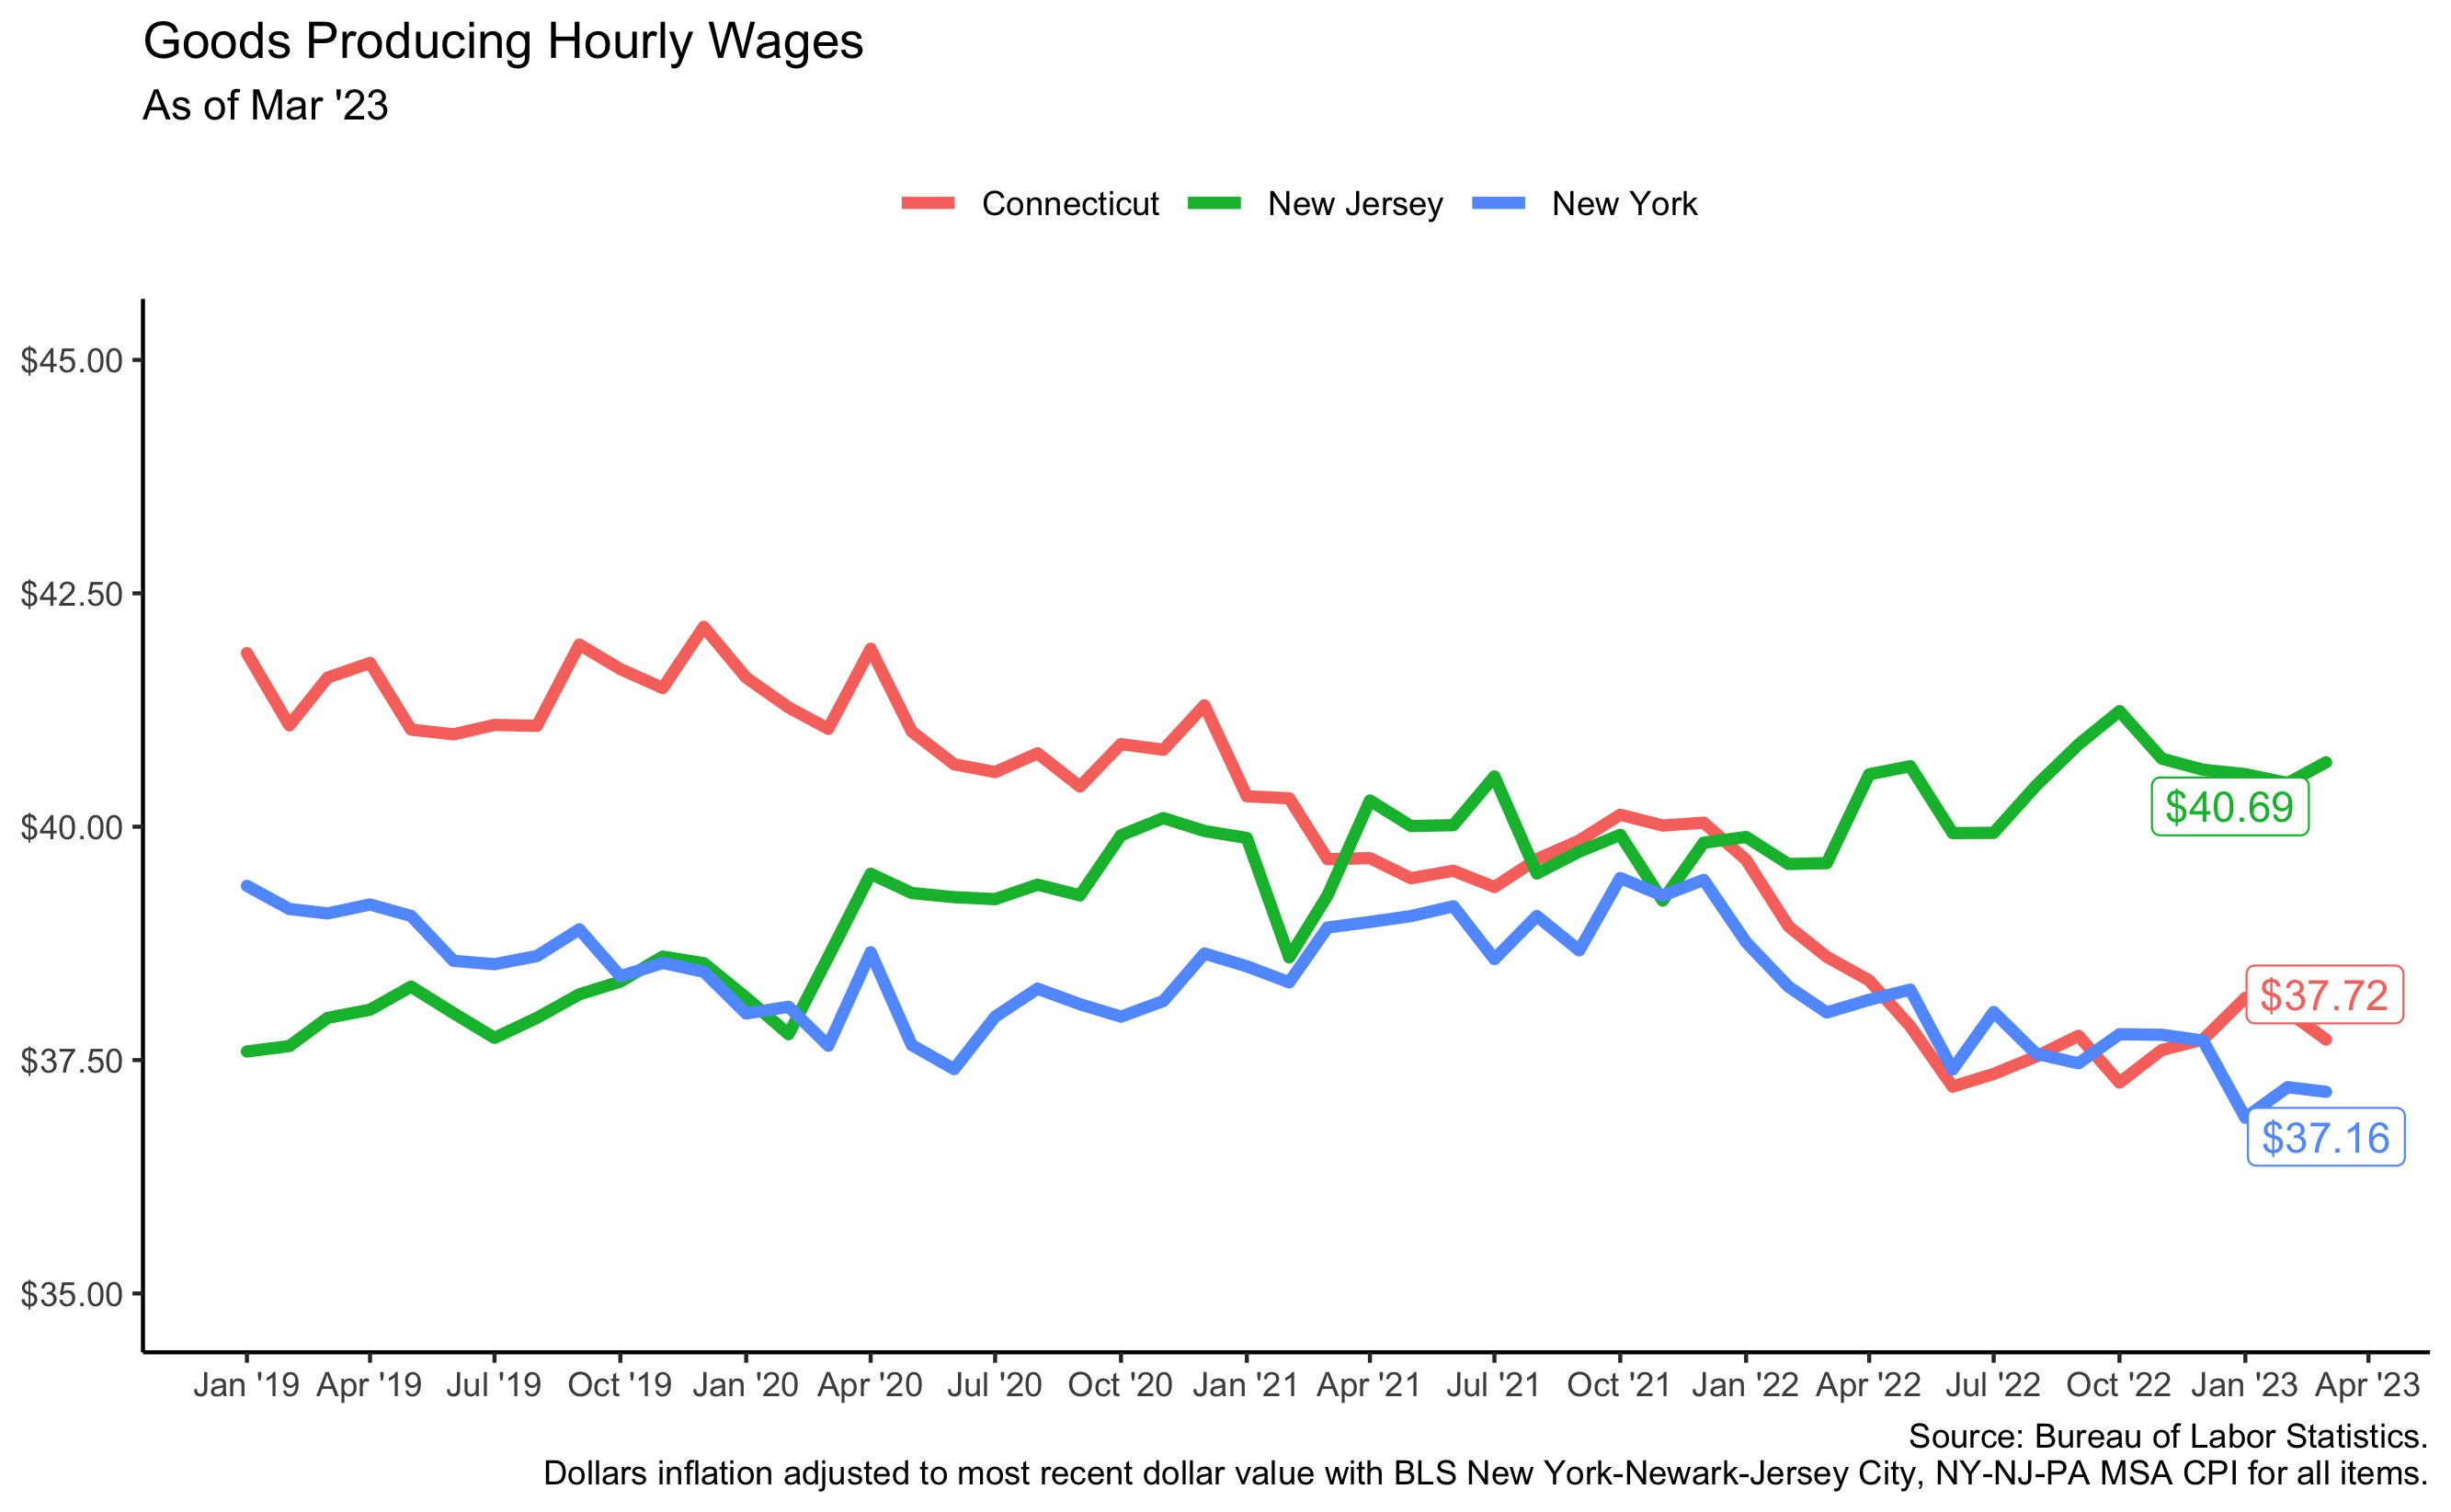 Goods Producing Hourly Wages
As of Mar '23
Connecticut New Jersey New York
$45.00
$42.50
$40.00
$37.50
$35.00
$40.69
$37.72
$37.16
Jan '19 Apr '19 Jul '19 Oct '19 Jan '20 Apr '20 Jul '20 Oct '20 Jan '21 Apr '21 Jul '21 Oct '21 Jan '22 Apr '22 Jul '22 Oct '22 Jan '23 Apr '23
Source: Bureau of Labor Statistics.
Dollars inflation adjusted to most recent dollar value with BLS New York-Newark-Jersey City, NY-NJ-PA MSA CPI for all items.